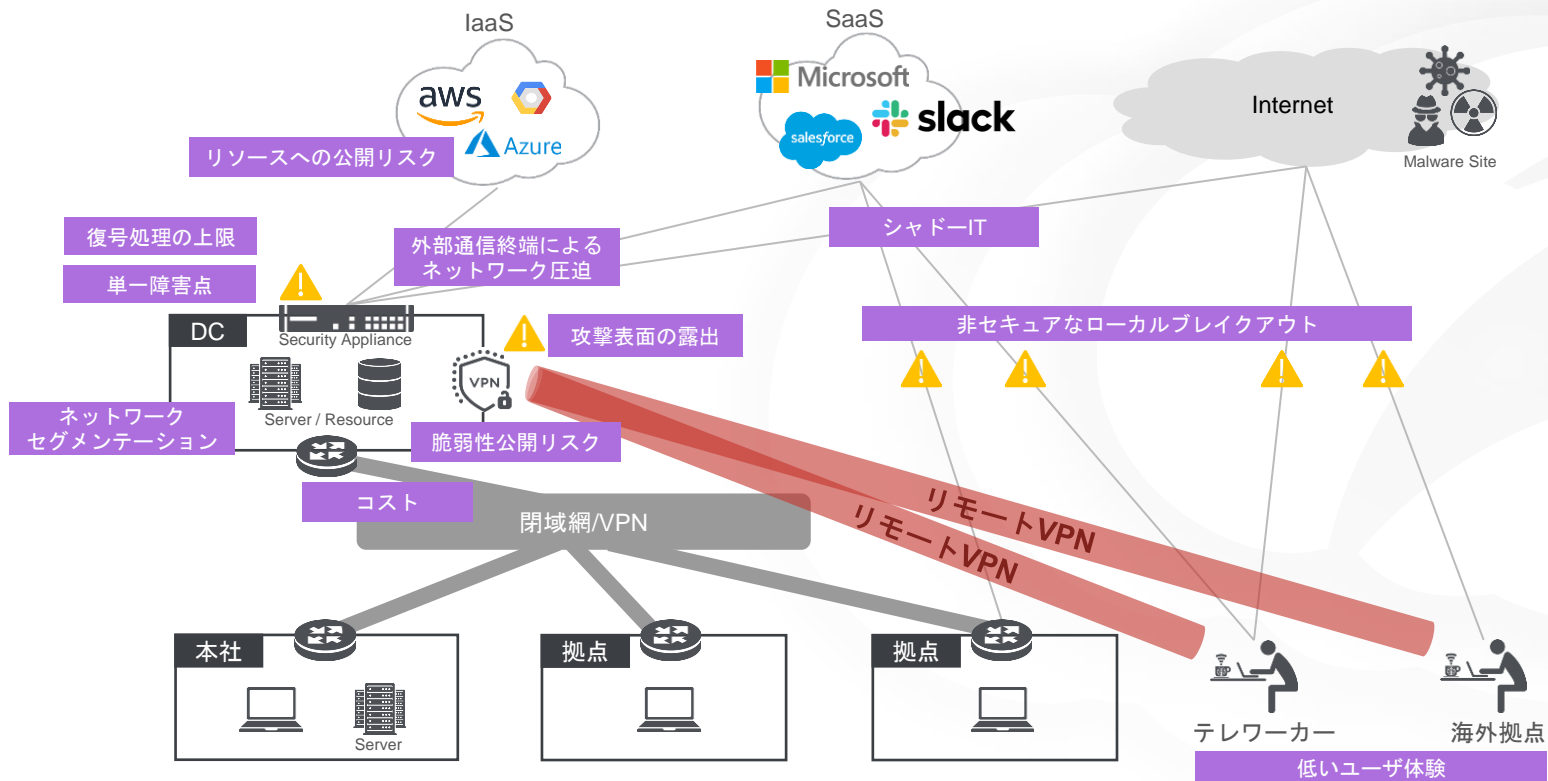 IaaS
SaaS
aws
Azure
Microsoft
salesforce
slack
Internet
Malware Site
リソースへの公開リスク
復号処理の上限
単一障害点
外部通信終端による
ネットワーク圧迫
シャドーIT
DC
Security Appliance
攻撃表面の露出
非セキュアなローカルブレイクアウト
VPN
Server / Resource
ネットワーク
セグメンテーション
脆弱性公開リスク
コスト
閉域網/VPN
リモートVPN
リモートVPN
本社
拠点
拠点
Server
テレワーカー
海外拠点
低いユーザ体験